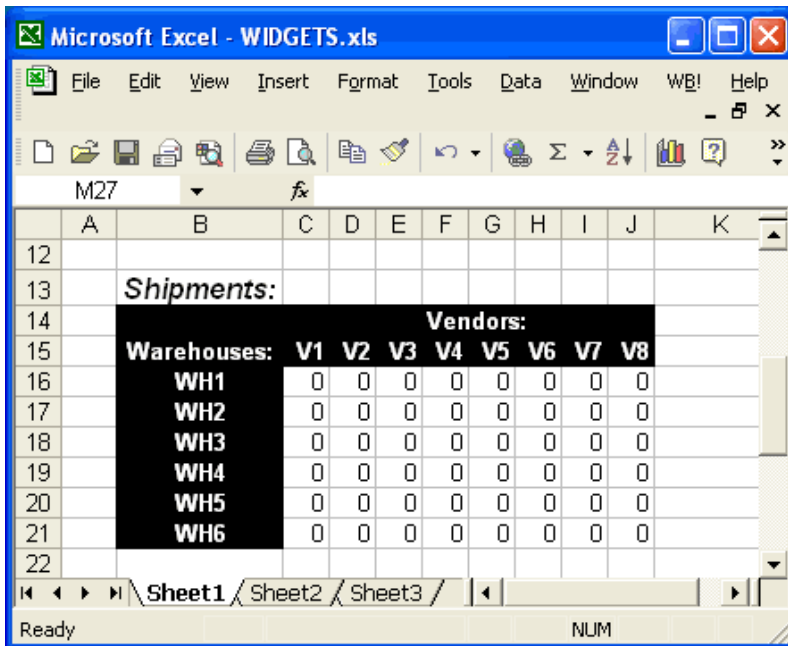 Microsoft Excel - WIDGETS.xls
File Edit View Insert Format Tools Data Window WB! Help
M27 fx
A B C D E F G H I J K
12
13 Shipments:
14 Vendors:
15 Warehouses: V1 V2 V3 V4 V5 V6 V7 V8
16 WH1 0 0 0 0 0 0 0 0
17 WH2 0 0 0 0 0 0 0 0
18 WH3 0 0 0 0 0 0 0 0
19 WH4 0 0 0 0 0 0 0 0
20 WH5 0 0 0 0 0 0 0 0
21 WH6 0 0 0 0 0 0 0 0
22
Sheet1 Sheet2 Sheet3
Ready NUM